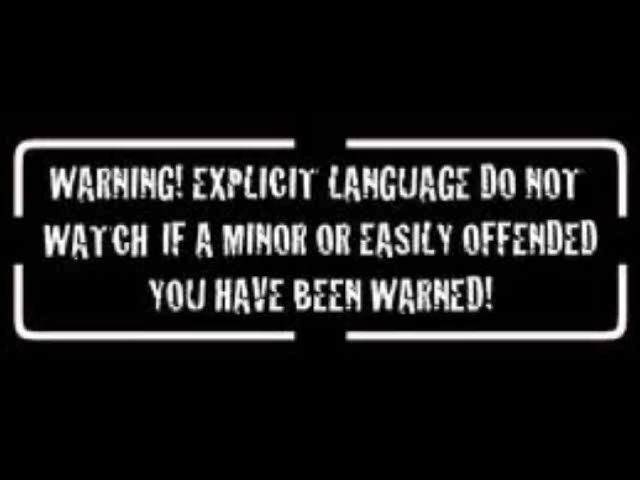 WARNING! EXPLICIT LANGUAGE DO NOT
WATCH IF A MINOR OR EASILY OFFENDED
YOU HAVE BEEN WARNED!